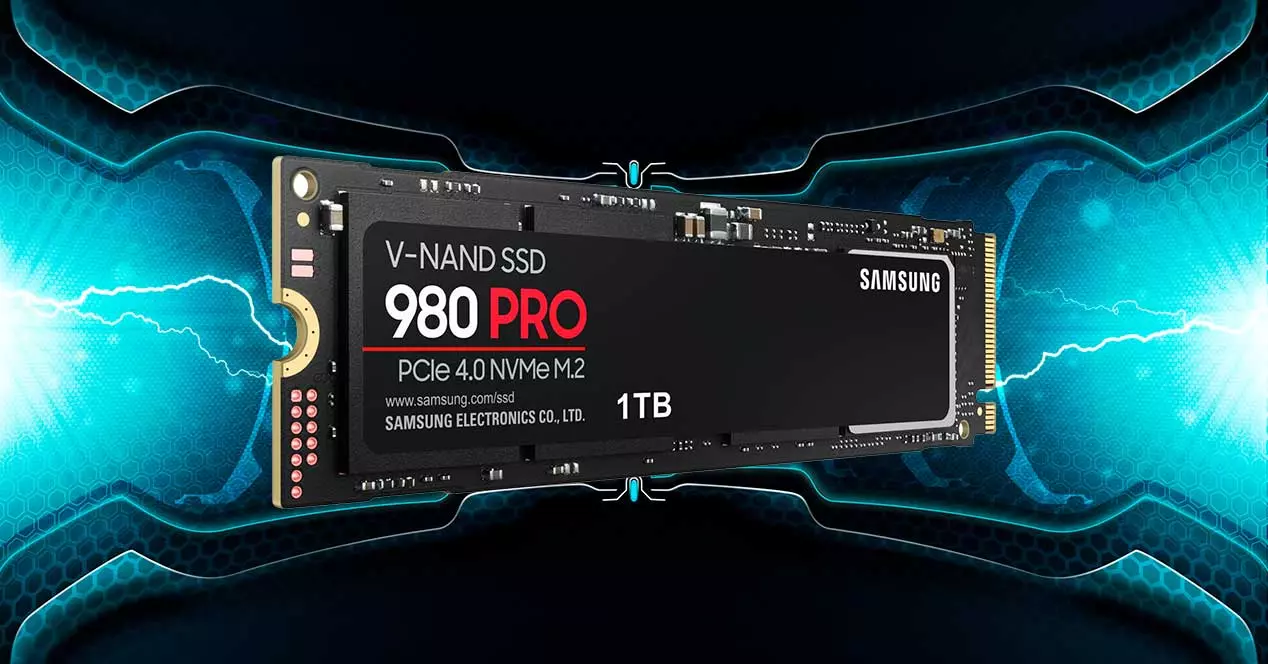 V-NAND SSD
980 PRO
PCIe 4.0 NVMe M.2
www.samsung.com/ssd
SAMSUNG ELECTRONICS CO., LTD.
1TB
SAMSUNG